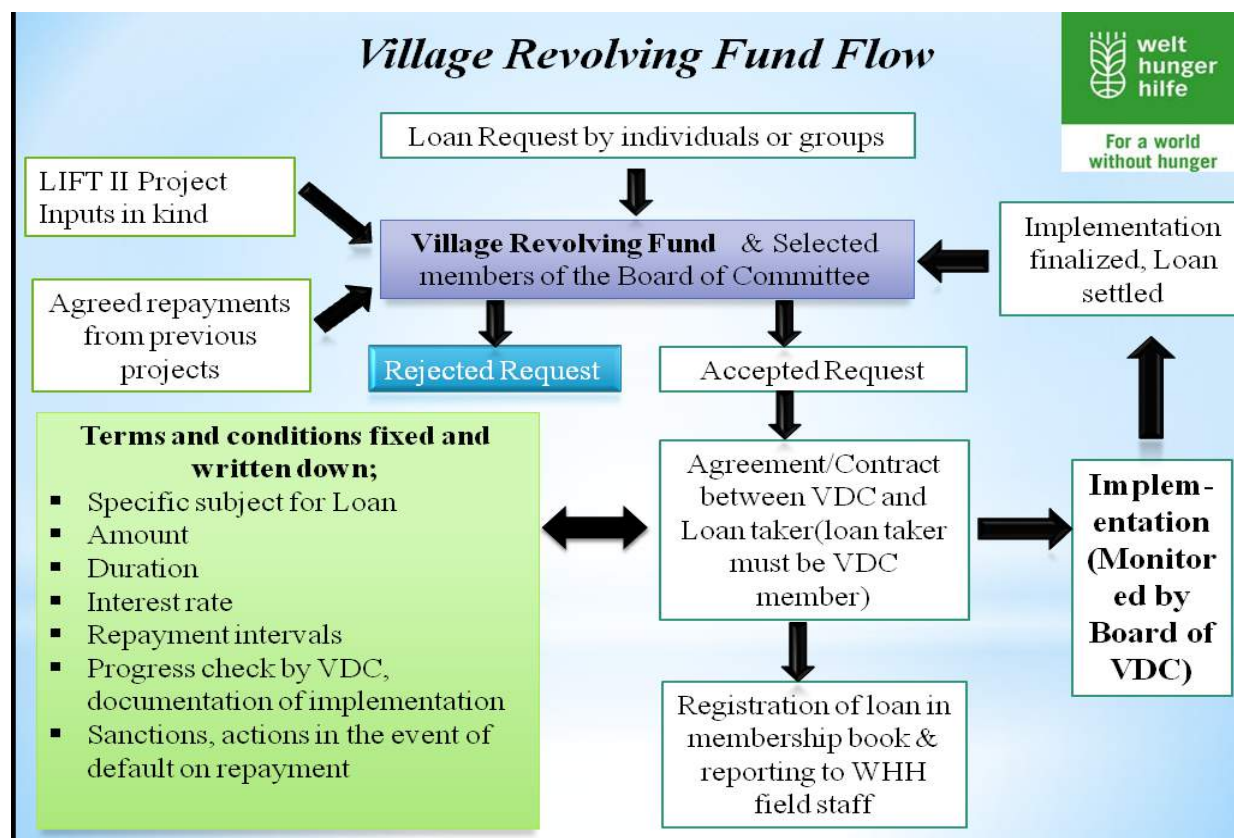 Village Revolving Fund Flow
welt
hunger
hilfe
For a world
without hunger
Loan Request by individuals or groups
LIFT II Project
Inputs in kind
Village Revolving Fund & Selected
members of the Board of Committee
Implementation
finalized, Loan
settled
Agreed repayments
from previous
projects
Rejected Request
Accepted Request
Terms and conditions fixed and
written down;
▪ Specific subject for Loan
▪ Amount
▪ Duration
▪ Interest rate
▪ Repayment intervals
▪ Progress check by VDC,
documentation of implementation
▪ Sanctions, actions in the event of
default on repayment
Agreement/Contract
between VDC and
Loan taker(loan taker
must be VDC
member)
Implem-
entation
(Monitor
ed by
Board of
VDC)
Registration of loan in
membership book &
reporting to WHH
field staff